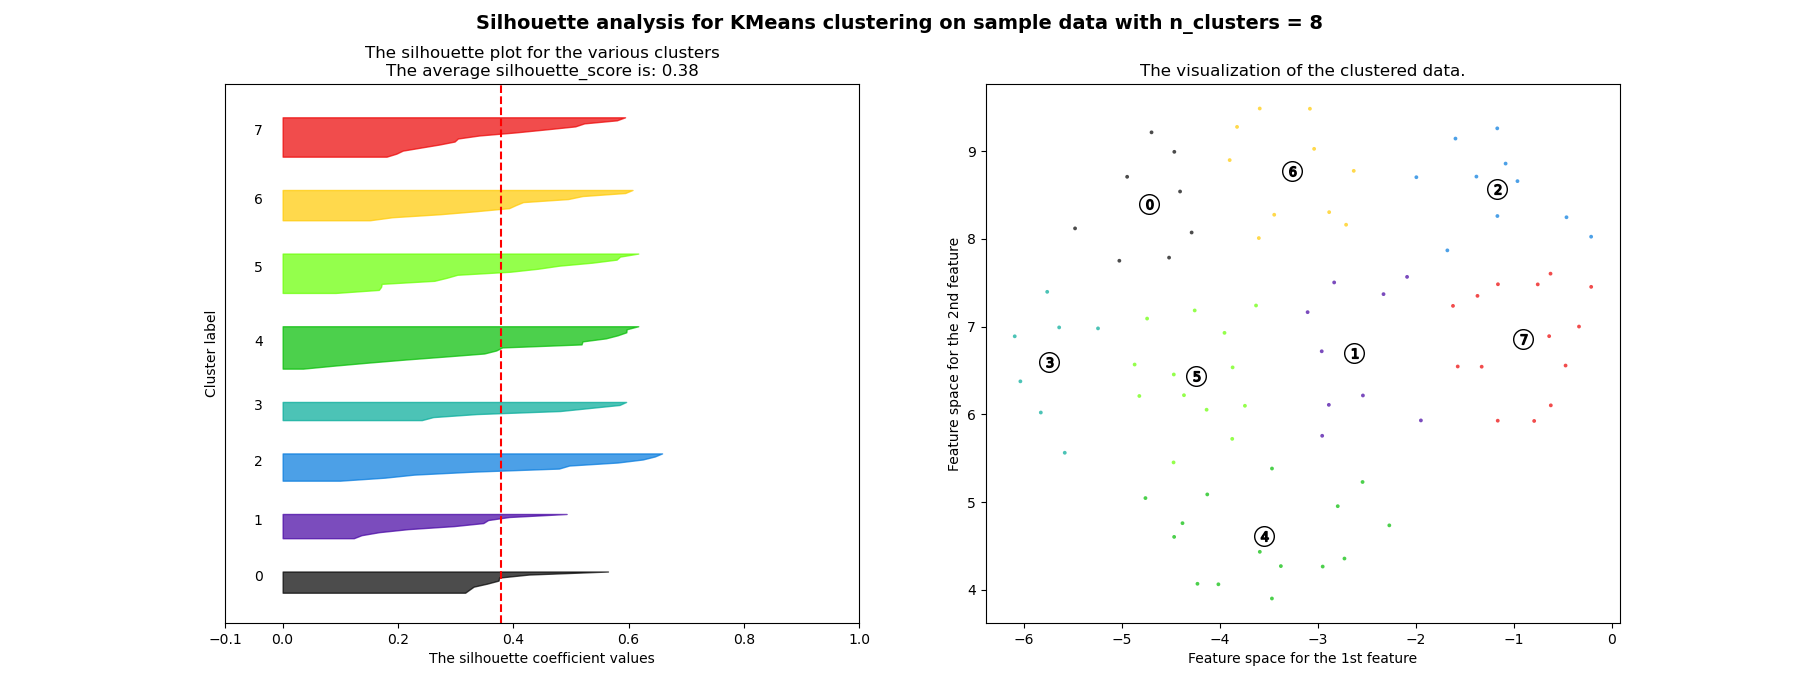 Silhouette analysis for KMeans clustering on sample data with n_clusters = 8
The silhouette plot for the various clusters
The average silhouette_score is: 0.38
7
6
5
4
3
2
1
0
Cluster label
−0.1 0.0 0.2 0.4 0.6 0.8 1.0
The silhouette coefficient values
The visualization of the clustered data.
9
8
7
6
5
4
Feature space for the 2nd feature
6
2
0
7
1
3
5
4
−6 −5 −4 −3 −2 −1 0
Feature space for the 1st feature